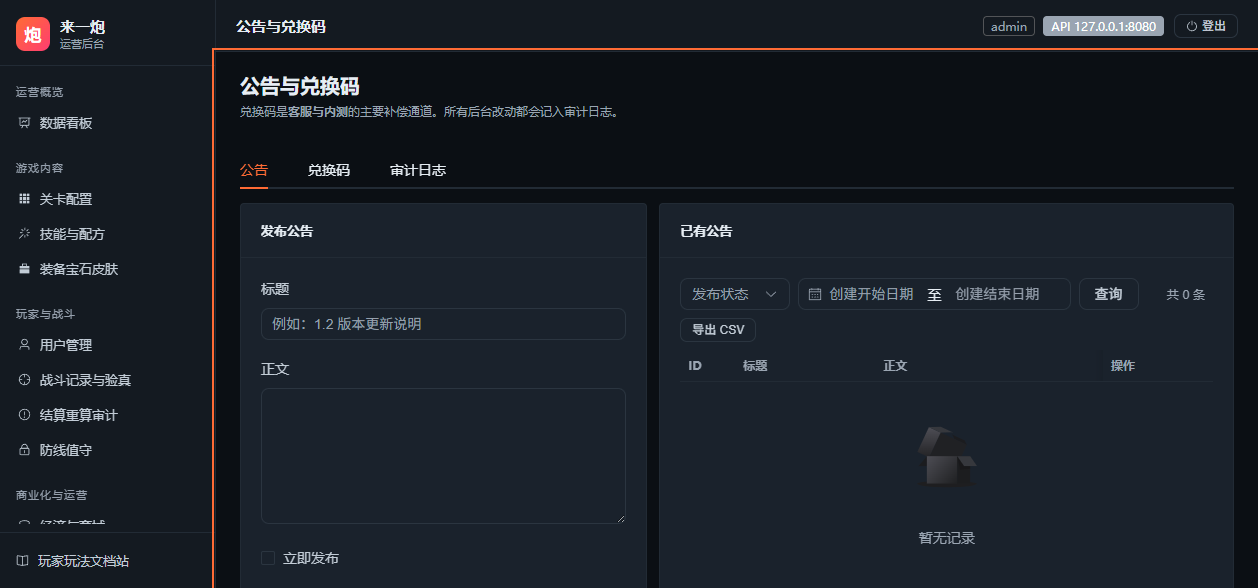 炮
来一炮
运营后台
公告与兑换码
admin
API 127.0.0.1:8080
登出
运营概览
数据看板
游戏内容
关卡配置
技能与配方
装备宝石皮肤
玩家与战斗
用户管理
战斗记录与验真
结算重算审计
防线值守
商业化与运营
玩家玩法文档站
公告与兑换码
兑换码是客服与内测的主要补偿通道。所有后台改动都会记入审计日志。
公告
兑换码
审计日志
发布公告
标题
例如：1.2 版本更新说明
正文
立即发布
已有公告
发布状态
创建开始日期 至 创建结束日期
查询
共 0 条
导出 CSV
ID 标题 正文 操作
暂无记录